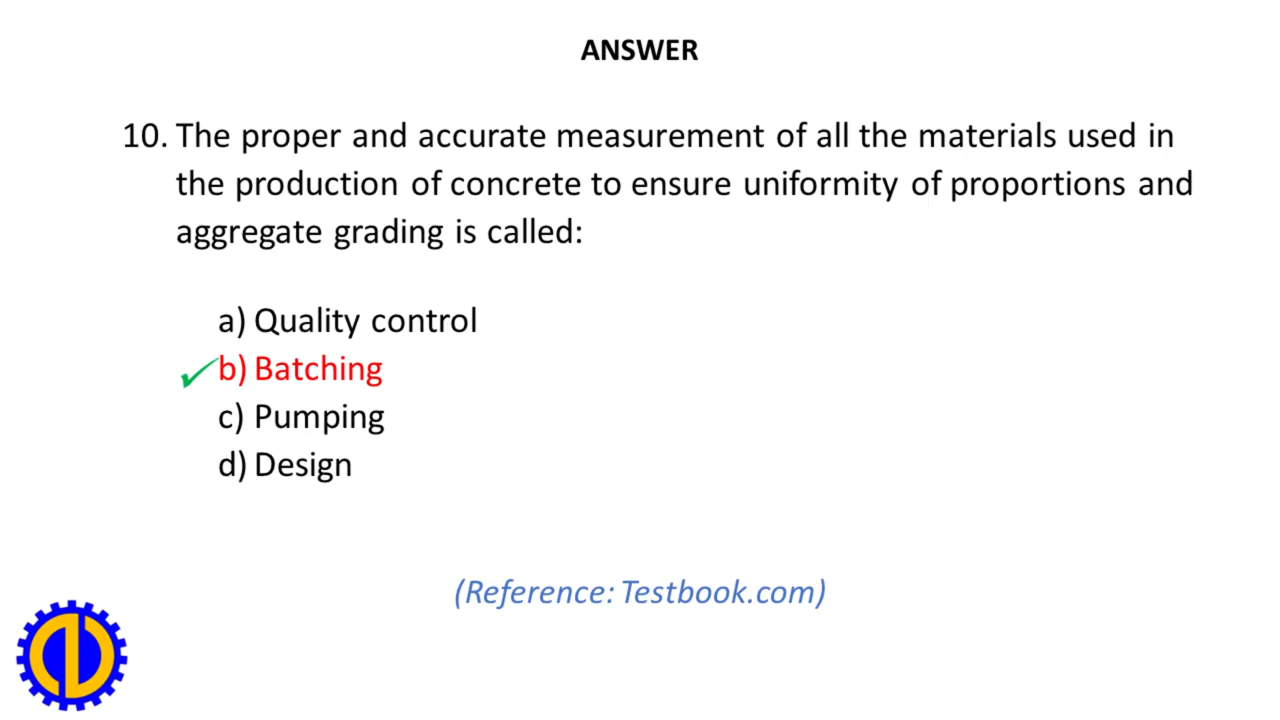 ANSWER
10. The proper and accurate measurement of all the materials used in
the production of concrete to ensure uniformity of proportions and
aggregate grading is called:
a) Quality control
b) Batching
c) Pumping
d) Design
(Reference: Testbook.com)